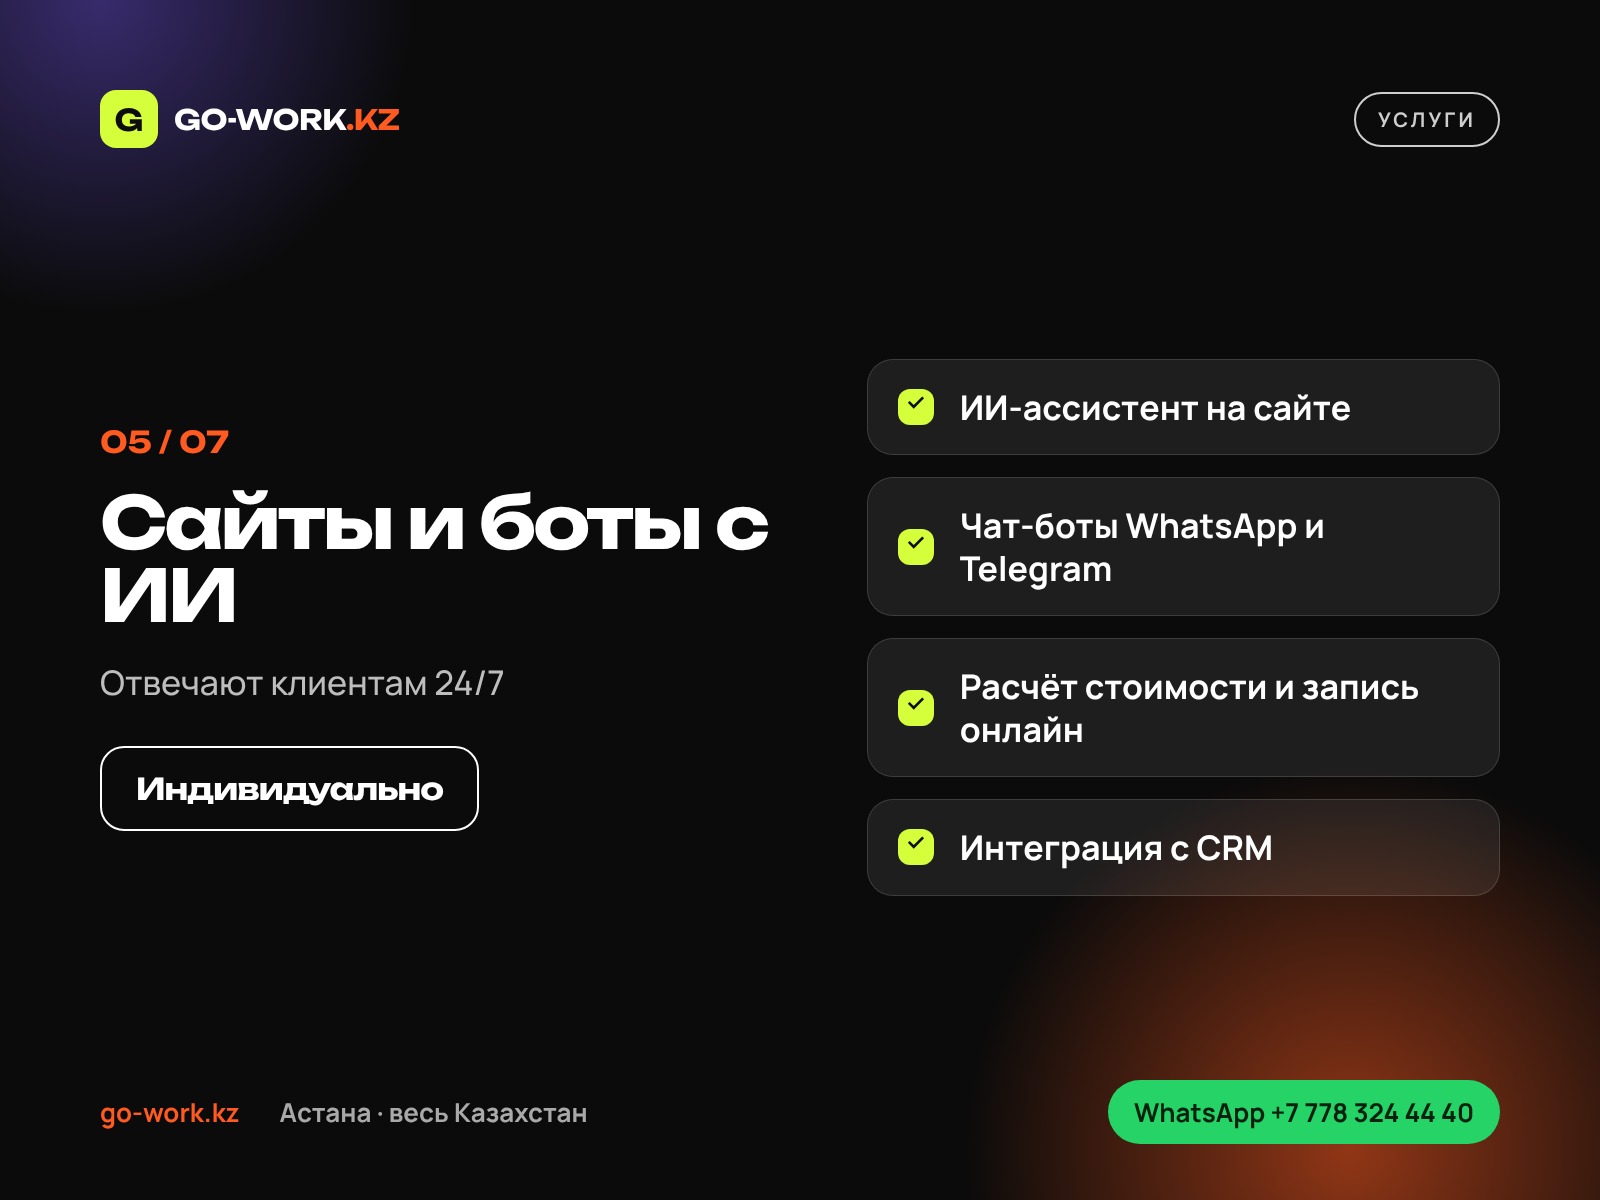 G GO-WORK.KZ
УСЛУГИ
05 / 07
Сайты и боты с
ИИ
Отвечают клиентам 24/7
Индивидуально
ИИ-ассистент на сайте
Чат-боты WhatsApp и
Telegram
Расчёт стоимости и запись
онлайн
Интеграция с CRM
go-work.kz
Астана · весь Казахстан
WhatsApp +7 778 324 44 40